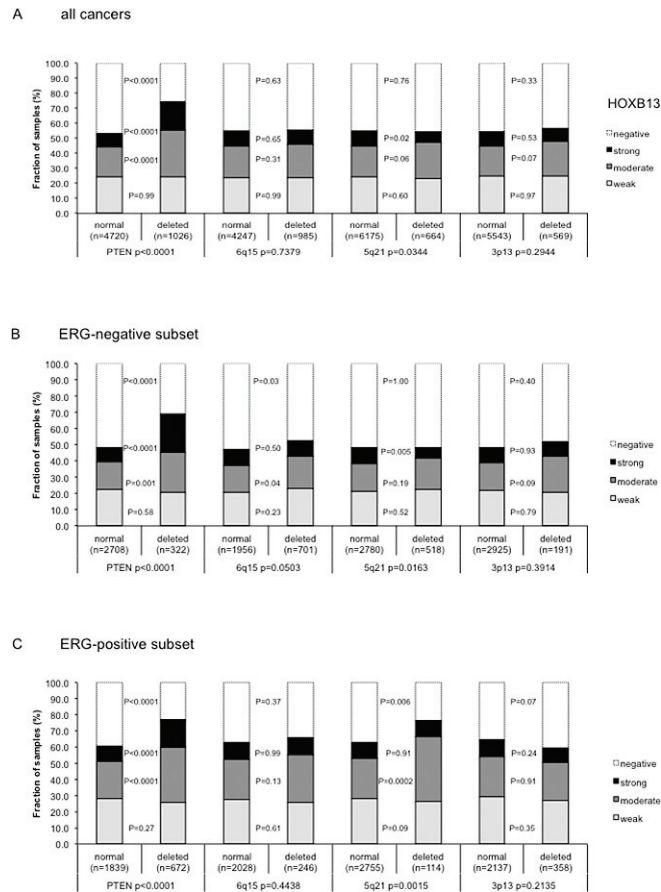 A all cancers
Fraction of samples (%)
100.0
90.0
80.0
70.0
60.0
50.0
40.0
30.0
20.0
10.0
0.0
P<0.0001 P=0.63 P=0.76 P=0.33
P<0.0001 P=0.65 P=0.02 P=0.53
P<0.0001 P=0.31 P=0.06 P=0.07
P=0.99 P=0.99 P=0.60 P=0.97
HOXB13
negative
strong
moderate
weak
normal deleted normal deleted normal deleted normal deleted
(n=4720) (n=1026) (n=4247) (n=985) (n=6175) (n=664) (n=5543) (n=569)
PTEN p<0.0001 6q15 p=0.7379 5q21 p=0.0344 3p13 p=0.2944
B ERG-negative subset
Fraction of samples (%)
100.0
90.0
80.0
70.0
60.0
50.0
40.0
30.0
20.0
10.0
0.0
P<0.0001 P=0.03 P=1.00 P=0.40
P<0.0001 P=0.50 P=0.005 P=0.93
P=0.001 P=0.04 P=0.19 P=0.09
P=0.58 P=0.23 P=0.52 P=0.79
negative
strong
moderate
weak
normal deleted normal deleted normal deleted normal deleted
(n=2708) (n=322) (n=1956) (n=701) (n=2780) (n=518) (n=2925) (n=191)
PTEN p<0.0001 6q15 p=0.0503 5q21 p=0.0163 3p13 p=0.3914
C ERG-positive subset
Fraction of samples (%)
100.0
90.0
80.0
70.0
60.0
50.0
40.0
30.0
20.0
10.0
0.0
P<0.0001 P=0.37 P=0.006 P=0.07
P<0.0001 P=0.99 P=0.91 P=0.24
P<0.0001 P=0.13 P=0.0002 P=0.91
P=0.27 P=0.61 P=0.09 P=0.35
negative
strong
moderate
weak
normal deleted normal deleted normal deleted normal deleted
(n=1839) (n=672) (n=2028) (n=246) (n=2755) (n=114) (n=2137) (n=358)
PTEN p<0.0001 6q15 p=0.4438 5q21 p=0.0015 3p13 p=0.2135